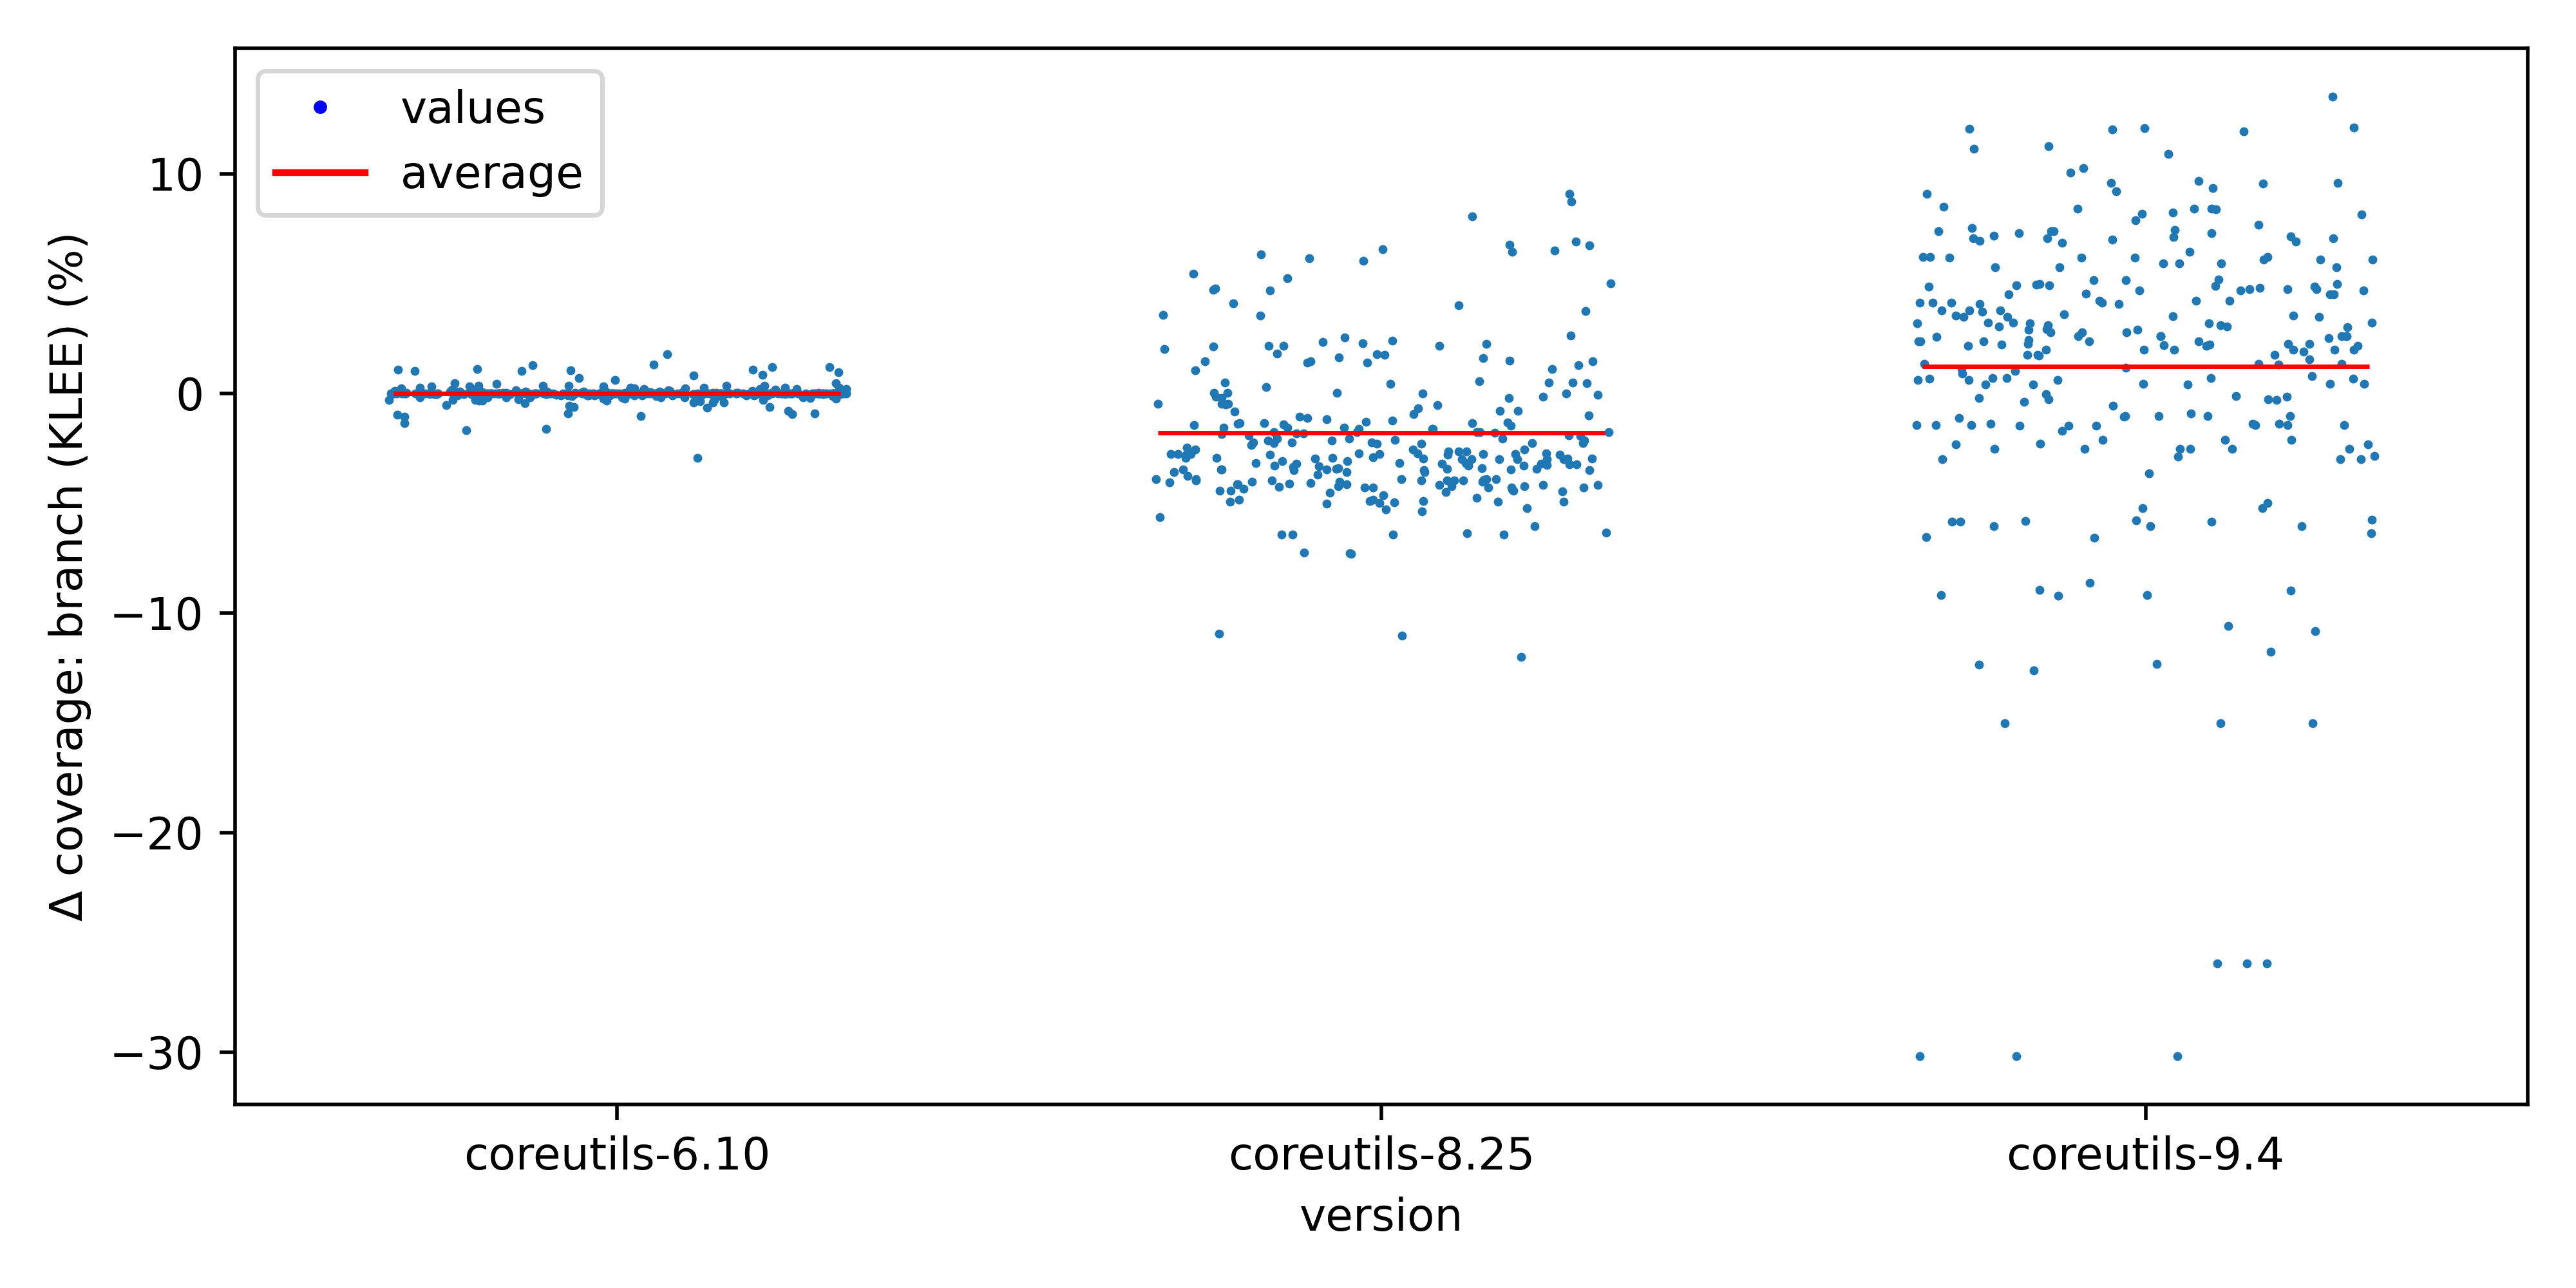 values
average
10
0
−10
−20
−30
Δ coverage: branch (KLEE) (%)
coreutils-6.10
coreutils-8.25
coreutils-9.4
version